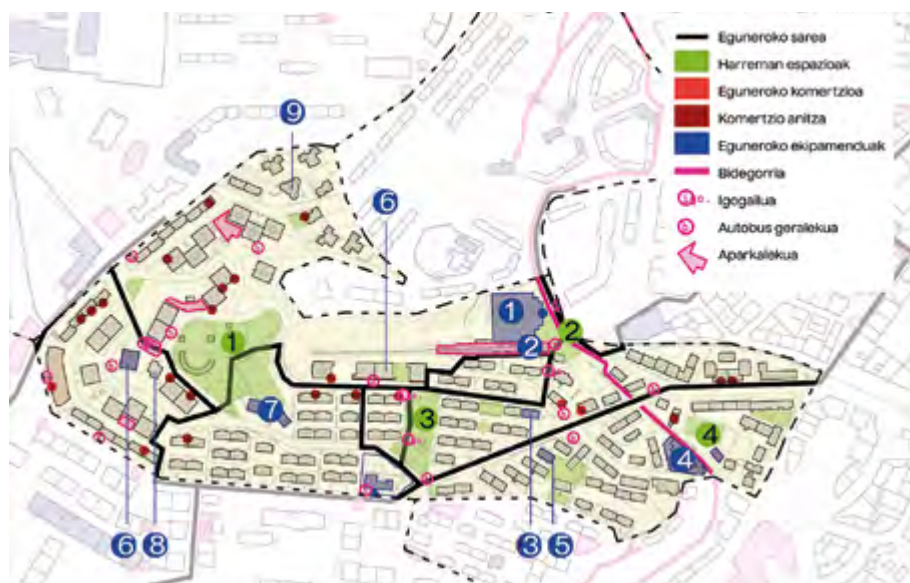 Eguneroko sarea
Harreman espazioak
Eguneroko komertzioa
Komertzio anitza
Eguneroko ekipamenduak
Bidegorria
Igogailua
Autobus geralekua
Aparkalekua
9
6
1
2
2
1
7
3
4
4
6
8
3
5